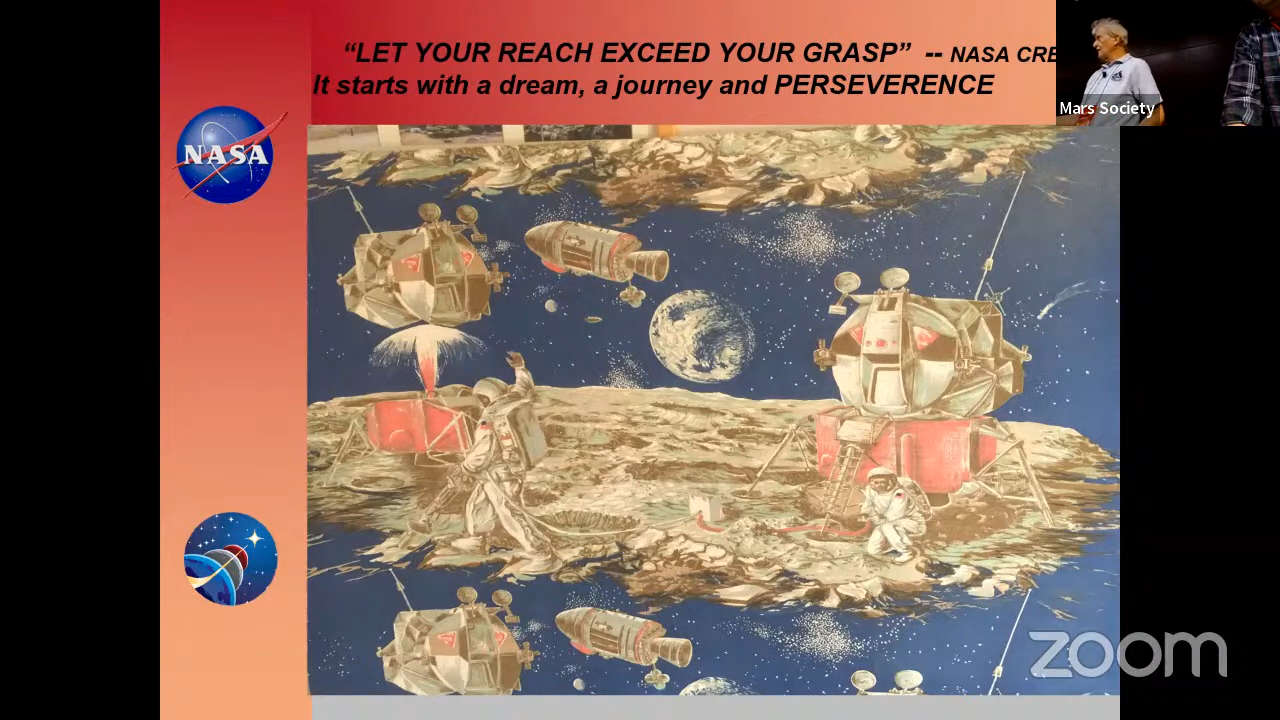 “LET YOUR REACH EXCEED YOUR GRASP” -- NASA CRE
It starts with a dream, a journey and PERSEVERENCE
Mars Society
NASA
zoom